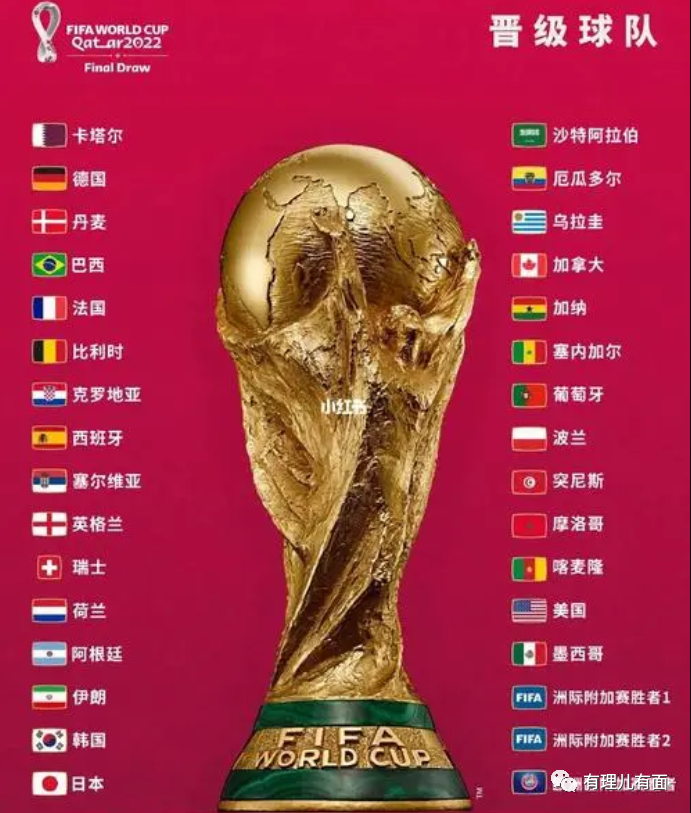 FIFA WORLD CUP
Qatar2022
Final Draw
晋级球队
卡塔尔
德国
丹麦
巴西
法国
比利时
克罗地亚
西班牙
塞尔维亚
英格兰
瑞士
荷兰
阿根廷
伊朗
韩国
日本
沙特阿拉伯
厄瓜多尔
乌拉圭
加拿大
加纳
塞内加尔
葡萄牙
波兰
突尼斯
摩洛哥
喀麦隆
美国
墨西哥
FIFA 洲际附加赛胜者1
FIFA 洲际附加赛胜者2
小红书
FIFA
WORLD CUP
TM
有理儿有面